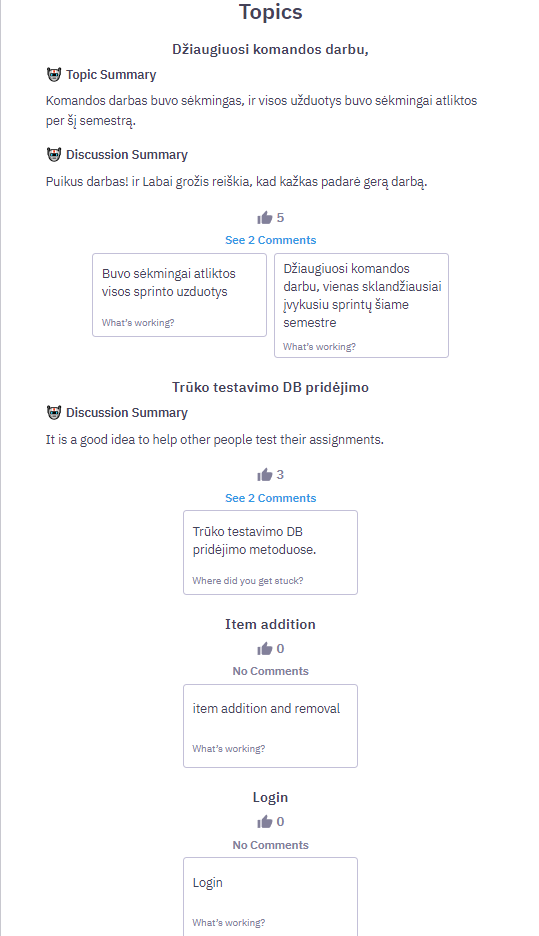 Topics
Džiaugiuosi komandos darbu,
Topic Summary
Komandos darbas buvo sėkmingas, ir visos užduotys buvo sėkmingai atliktos
per šį semestrą.
Discussion Summary
Puikus darbas! ir Labai grožis reiškia, kad kažkas padarė gerą darbą.
5
See 2 Comments
Buvo sėkmingai atliktos
visos sprinto uzduotys
What's working?
Džiaugiuosi komandos
darbu, vienas sklandžiausiai
įvykusiu sprintų šiame
semestre
What's working?
Trūko testavimo DB pridėjimo
Discussion Summary
It is a good idea to help other people test their assignments.
3
See 2 Comments
Trūko testavimo DB
pridėjimo metoduose.
Where did you get stuck?
Item addition
0
No Comments
item addition and removal
What's working?
Login
0
No Comments
Login
What's working?